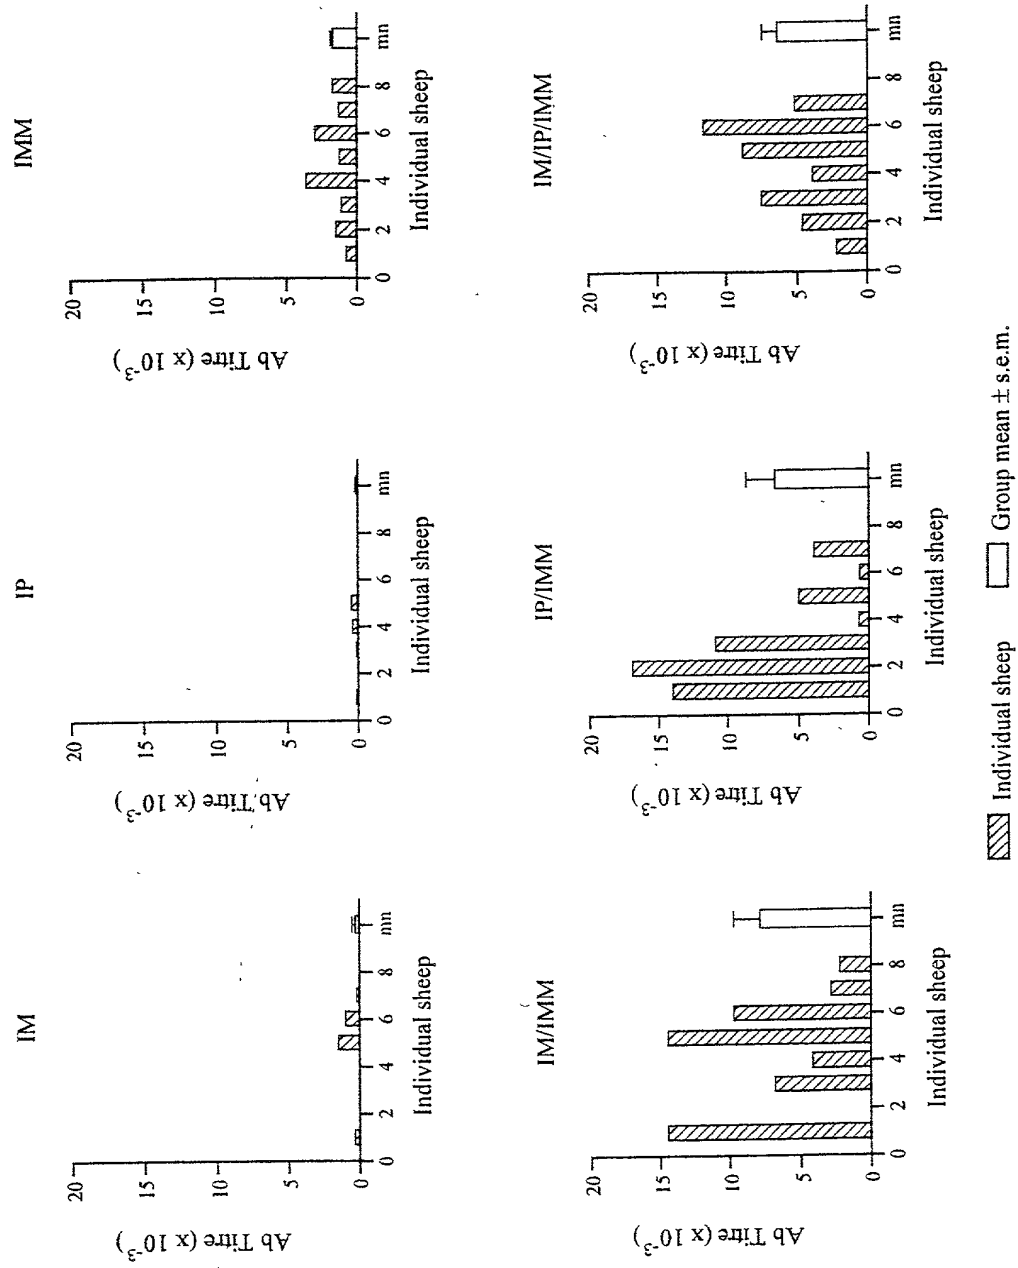 IM
Ab Titre (x 10-3)
20
15
10
5
0
0 2 4 6 8 mn
Individual sheep
IP
Ab Titre (x 10-3)
20
15
10
5
0
0 2 4 6 8 mn
Individual sheep
IMM
Ab Titre (x 10-3)
20
15
10
5
0
0 2 4 6 8 mn
Individual sheep
IM/IMM
Ab Titre (x 10-3)
20
15
10
5
0
0 2 4 6 8 mn
Individual sheep
IP/IMM
Ab Titre (x 10-3)
20
15
10
5
0
0 2 4 6 8 mn
Individual sheep
IM/IP/IMM
Ab Titre (x 10-3)
20
15
10
5
0
0 2 4 6 8 mn
Individual sheep
Individual sheep
Group mean ± s.e.m.